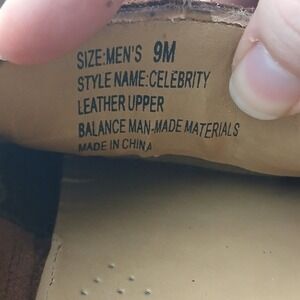 SIZE:MEN'S 9M
STYLE NAME:CELEBRITY
LEATHER UPPER
BALANCE MAN-MADE MATERIALS
MADE IN CHINA